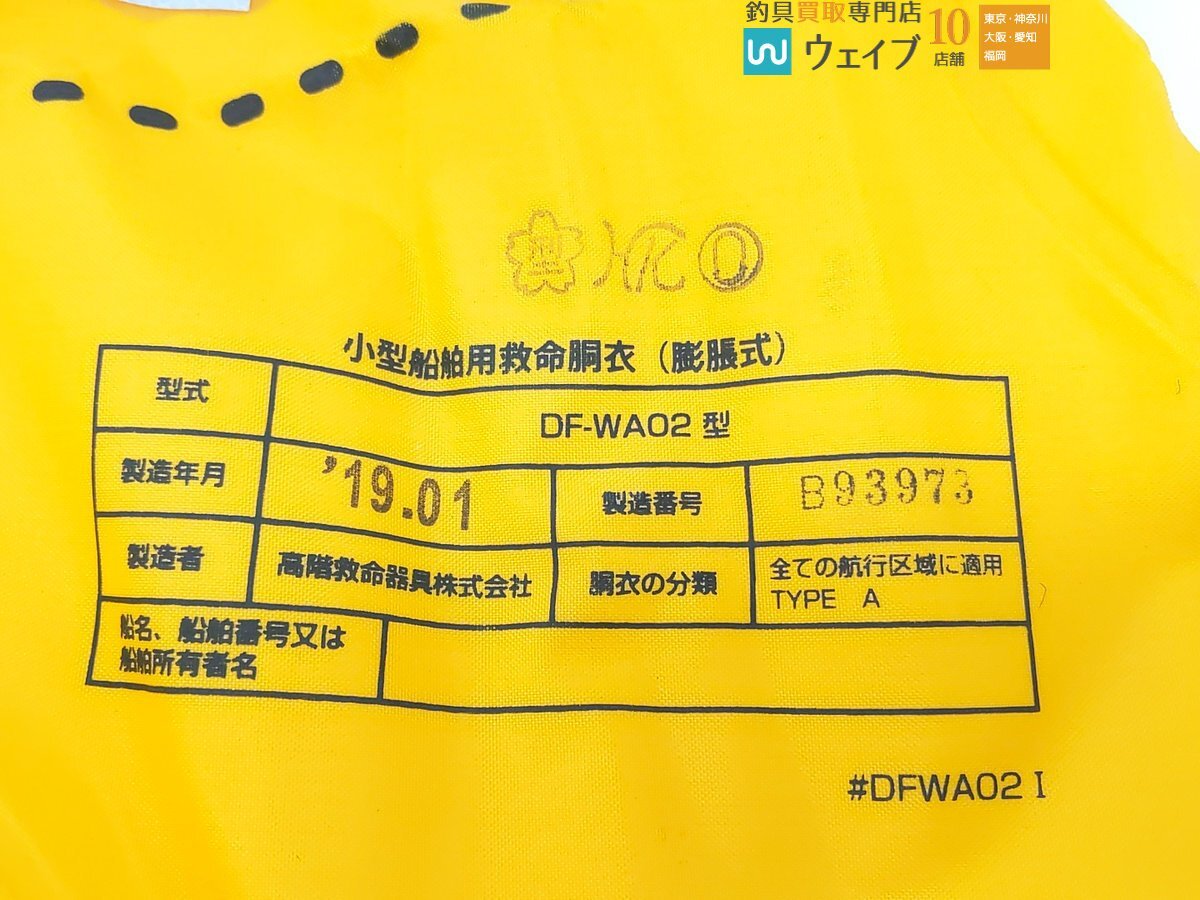 釣具買取専門店
ウェイブ
10
店舗
東京・神奈川
大阪・愛知
福岡
小型船舶用救命胴衣（膨脹式）
型式
DF-WA02 型
製造年月
'19.01
製造番号
B93973
製造者
高階救命器具株式会社
胴衣の分類
全ての航行区域に適用
TYPE A
船名、船舶番号又は
船舶所有者名
#DFWA02 I